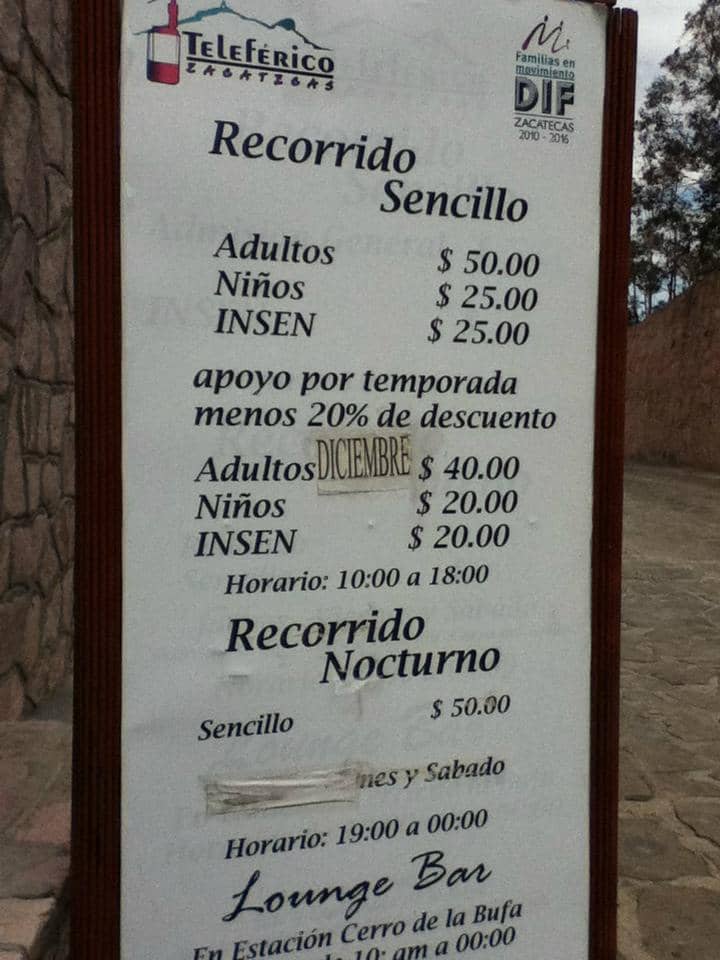 TELEFÉRICO
ZACATECAS
Familias en
movimiento
DIF
ZACATECAS
2010 - 2016
Recorrido
Sencillo
Adultos $ 50.00
Niños $ 25.00
INSEN $ 25.00
apoyo por temporada
menos 20% de descuento
Adultos DICIEMBRE $ 40.00
Niños $ 20.00
INSEN $ 20.00
Horario: 10:00 a 18:00
Recorrido
Nocturno
Sencillo $ 50.00
nes y Sabado
Horario: 19:00 a 00:00
Lounge Bar
En Estación Cerro de la Bufa
10: am a 00:00